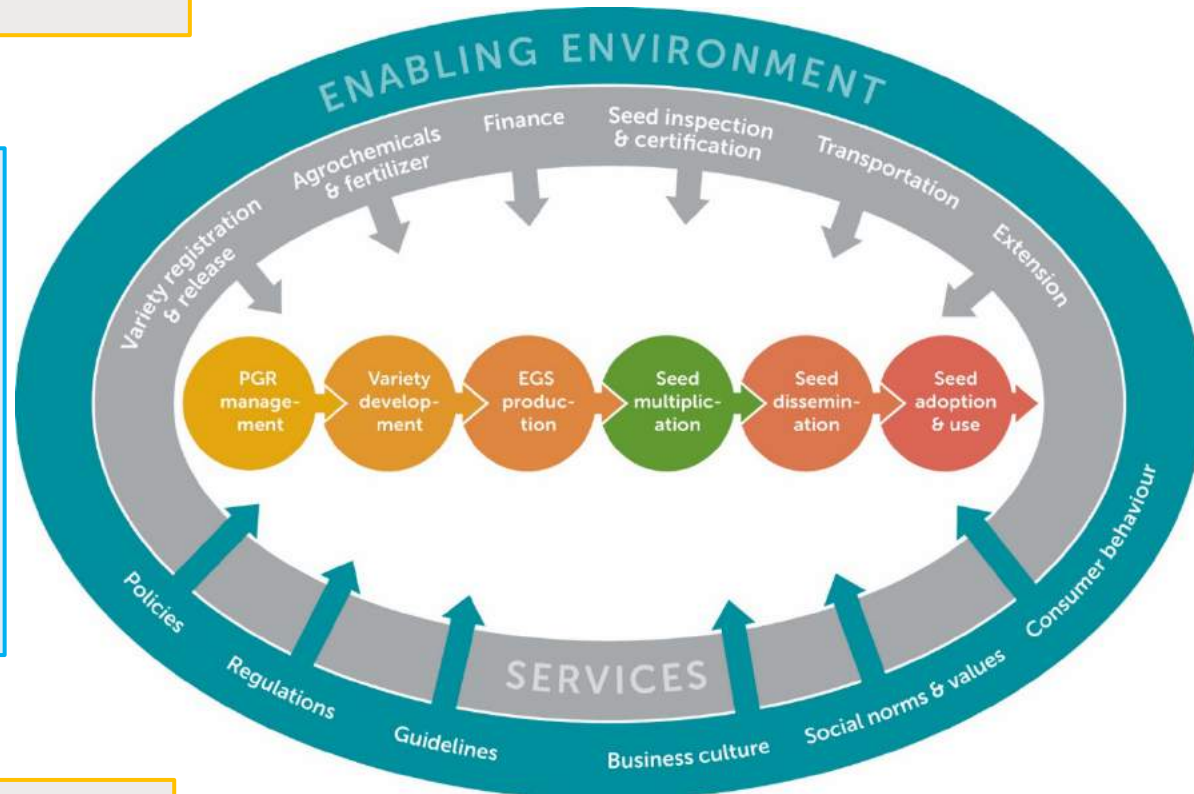 ENABLING ENVIRONMENT
Variety registration
& release
Agrochemicals
& fertilizer
Finance
Seed inspection
& certification
Transportation
Extension
PGR
manage-
ment
Variety
develop-
ment
EGS
produc-
tion
Seed
multiplic-
ation
Seed
dissemin-
ation
Seed
adoption
& use
Policies
Regulations
Guidelines
SERVICES
Business culture
Social norms & values
Consumer behaviour